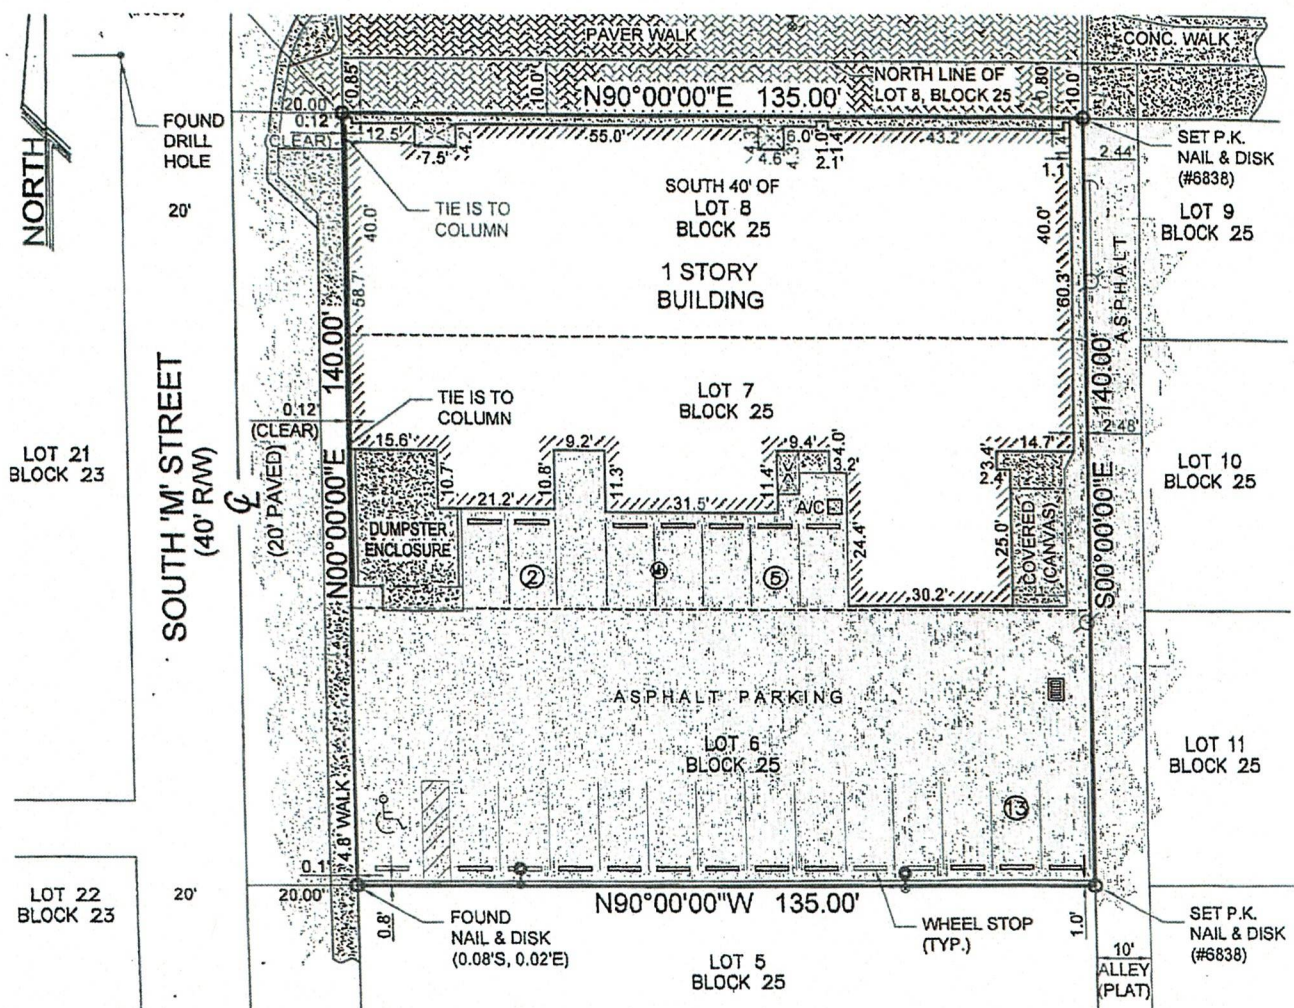 PAVER WALK
CONC. WALK
0.85'
10.0'
NORTH LINE OF
LOT 8, BLOCK 25
0.80'
10.0'
20.00'
N90°00'00"E 135.00'
FOUND
DRILL
HOLE
0.12'
(CLEAR)
12.5'
7.5'
4.2'
55.0'
4.3'
4.6'
4.3'
6.0'
1.0'
1.4'
2.1'
43.2'
1.1'
2.44'
SET P.K.
NAIL & DISK
(#6838)
NORTH
20'
TIE IS TO
COLUMN
SOUTH 40' OF
LOT 8
BLOCK 25
LOT 9
BLOCK 25
40.0'
40.0'
58.7'
60.3'
1 STORY
BUILDING
ASPHALT
140.00'
140.00'
LOT 7
BLOCK 25
TIE IS TO
COLUMN
0.12'
(CLEAR)
2.48'
SOUTH 'M' STREET
(40' R/W)
(20' PAVED)
LOT 21
BLOCK 23
LOT 10
BLOCK 25
15.6'
10.7'
21.2'
10.8'
9.2'
11.3'
31.5'
11.4'
9.4'
4.0'
3.2'
24.4'
30.2'
25.0'
3.4'
2.4'
14.7'
A/C
DUMPSTER
ENCLOSURE
COVERED
(CANVAS)
N00°00'00"E
S00°00'00"E
2
5
ASPHALT PARKING
LOT 6
BLOCK 25
LOT 11
BLOCK 25
13
4.8' WALK
0.1'
20.00'
20'
LOT 22
BLOCK 23
0.8'
FOUND
NAIL & DISK
(0.08'S, 0.02'E)
N90°00'00"W 135.00'
WHEEL STOP
(TYP.)
1.0'
SET P.K.
NAIL & DISK
(#6838)
LOT 5
BLOCK 25
10'
ALLEY
(PLAT)